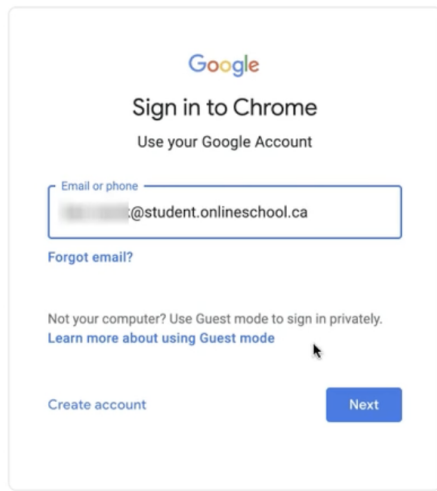 Google
Sign in to Chrome
Use your Google Account
Email or phone
@student.onlineschool.ca
Forgot email?
Not your computer? Use Guest mode to sign in privately.
Learn more about using Guest mode
Create account
Next